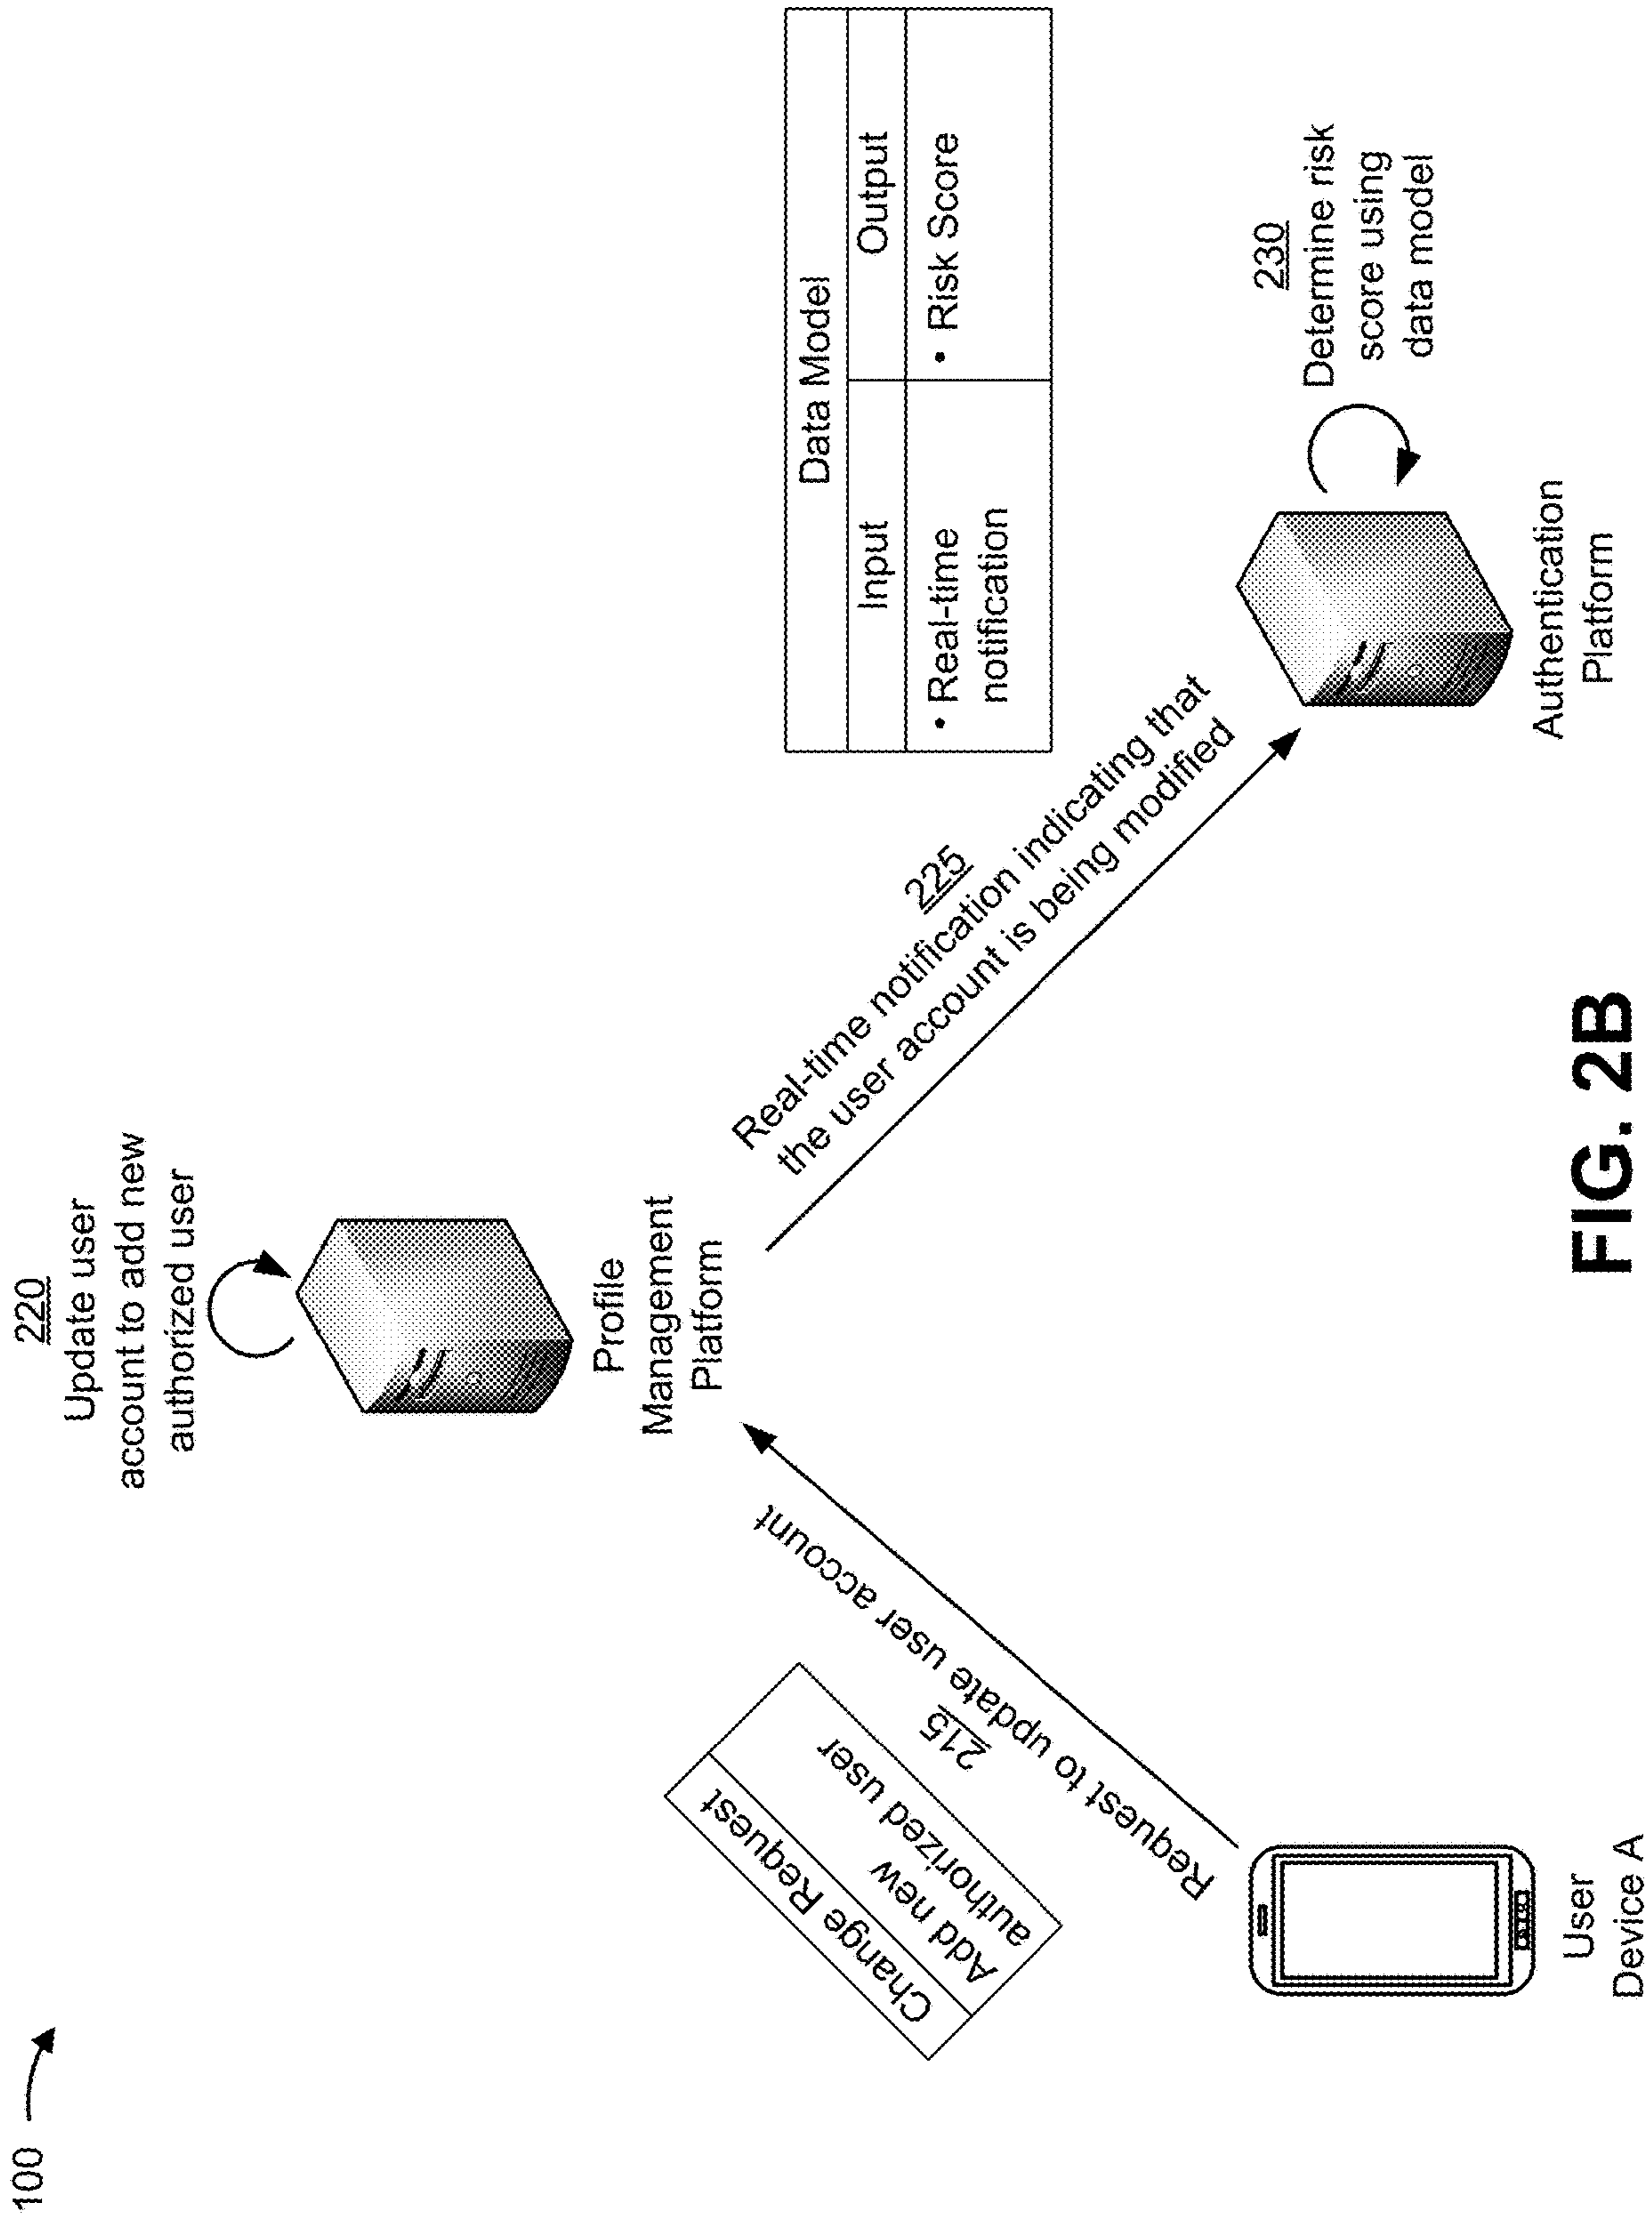 100
220
Update user
account to add new
authorized user
Profile
Management
Platform
Change Request
Add new
authorized user
215
Request to update user account
User
Device A
225
Real-time notification indicating that
the user account is being modified
Data Model
Input
Output
• Real-time
notification
• Risk Score
230
Determine risk
score using
data model
Authentication
Platform
FIG. 2B